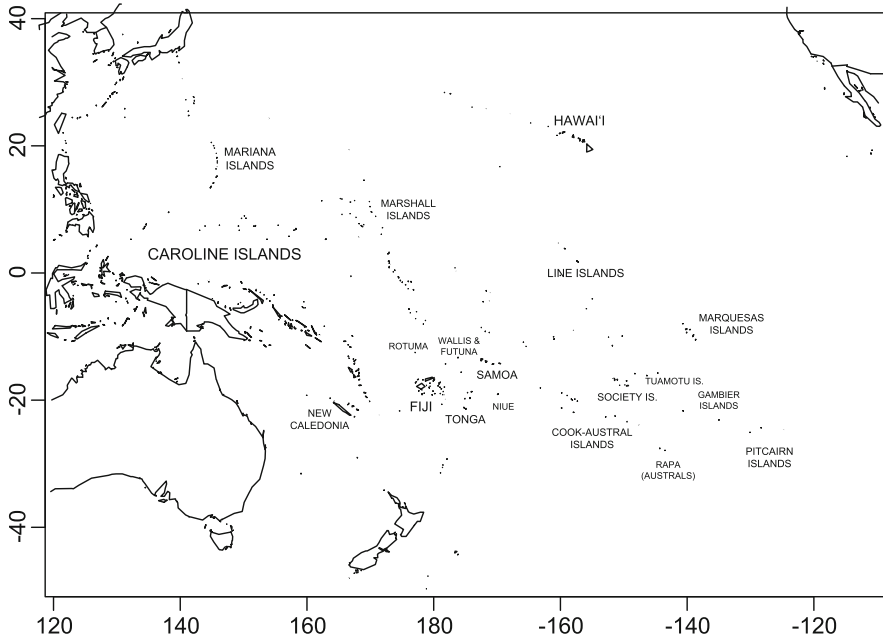 40
20
0
-20
-40
HAWAI‘I
MARIANA
ISLANDS
MARSHALL
ISLANDS
CAROLINE ISLANDS
LINE ISLANDS
MARQUESAS
ISLANDS
ROTUMA
WALLIS &
FUTUNA
SAMOA
TUAMOTU IS.
SOCIETY IS.
GAMBIER
ISLANDS
NEW
CALEDONIA
FIJI
TONGA
NIUE
COOK-AUSTRAL
ISLANDS
RAPA
(AUSTRALS)
PITCAIRN
ISLANDS
120
140
160
180
-160
-140
-120